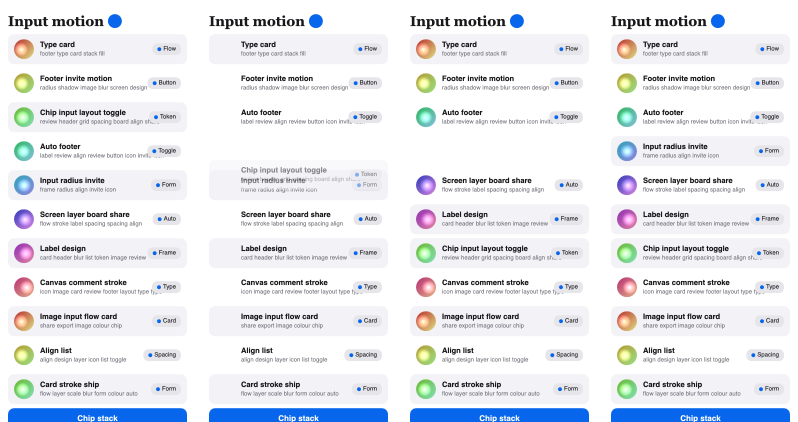 Input motion
Type card
footer type card stack fill
Flow
Footer invite motion
radius shadow image blur screen design
Button
Chip input layout toggle
review header grid spacing board align
Token
Auto footer
label review align review button icon
Toggle
Input radius invite
frame radius align invite icon
Form
Screen layer board share
flow stroke label spacing spacing align
Auto
Label design
card header blur list token image review
Frame
Canvas comment stroke
icon image card review footer layout type
Type
Image input flow card
share export image colour chip
Card
Align list
align design layer icon list toggle
Spacing
Card stroke ship
flow layer scale blur form colour auto
Form
Chip stack
Input motion
Type card
footer type card stack fill
Flow
Footer invite motion
radius shadow image blur screen design
Button
Auto footer
label review align review button icon
Toggle
Chip input layout toggle
Token
Input radius invite
frame radius align invite icon
Form
Screen layer board share
flow stroke label spacing spacing align
Auto
Label design
card header blur list token image review
Frame
Canvas comment stroke
icon image card review footer layout type
Type
Image input flow card
share export image colour chip
Card
Align list
align design layer icon list toggle
Spacing
Card stroke ship
flow layer scale blur form colour auto
Form
Chip stack
Input motion
Type card
footer type card stack fill
Flow
Footer invite motion
radius shadow image blur screen design
Button
Auto footer
label review align review button icon
Toggle
Screen layer board share
flow stroke label spacing spacing align
Auto
Label design
card header blur list token image review
Frame
Chip input layout toggle
review header grid spacing board align
Token
Canvas comment stroke
icon image card review footer layout type
Type
Image input flow card
share export image colour chip
Card
Align list
align design layer icon list toggle
Spacing
Card stroke ship
flow layer scale blur form colour auto
Form
Chip stack
Input motion
Type card
footer type card stack fill
Flow
Footer invite motion
radius shadow image blur screen design
Button
Auto footer
label review align review button icon
Toggle
Input radius invite
frame radius align invite icon
Form
Screen layer board share
flow stroke label spacing spacing align
Auto
Label design
card header blur list token image review
Frame
Chip input layout toggle
review header grid spacing board align
Token
Canvas comment stroke
icon image card review footer layout type
Type
Image input flow card
share export image colour chip
Card
Align list
align design layer icon list toggle
Spacing
Card stroke ship
flow layer scale blur form colour auto
Form
Chip stack